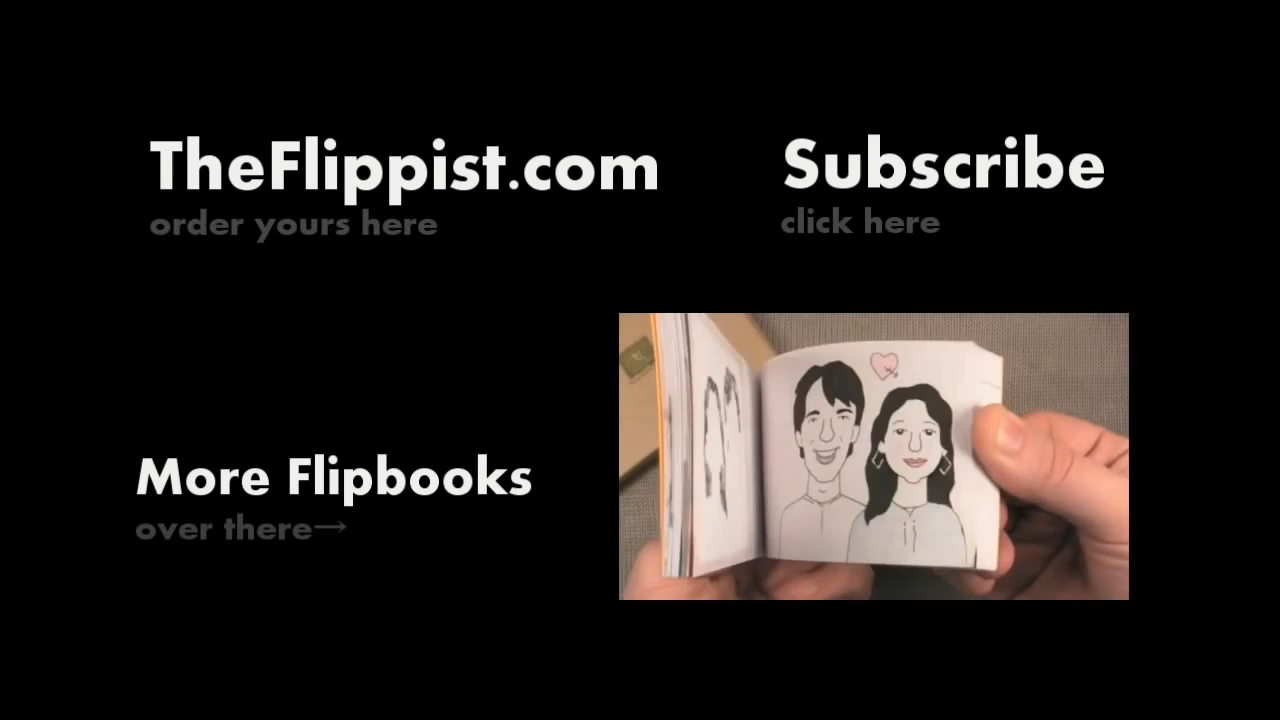 TheFlippist.com
order yours here
Subscribe
click here
More Flipbooks
over there→